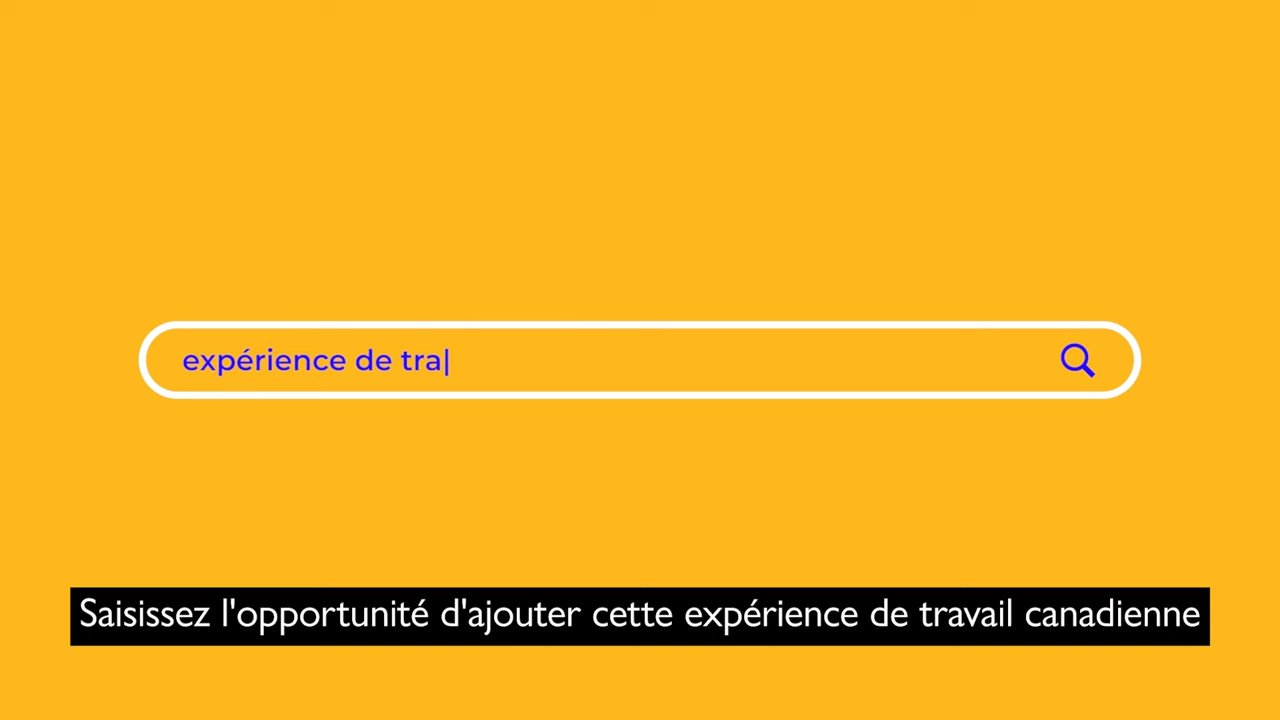 expérience de tra|
Saisissez l'opportunité d'ajouter cette expérience de travail canadienne